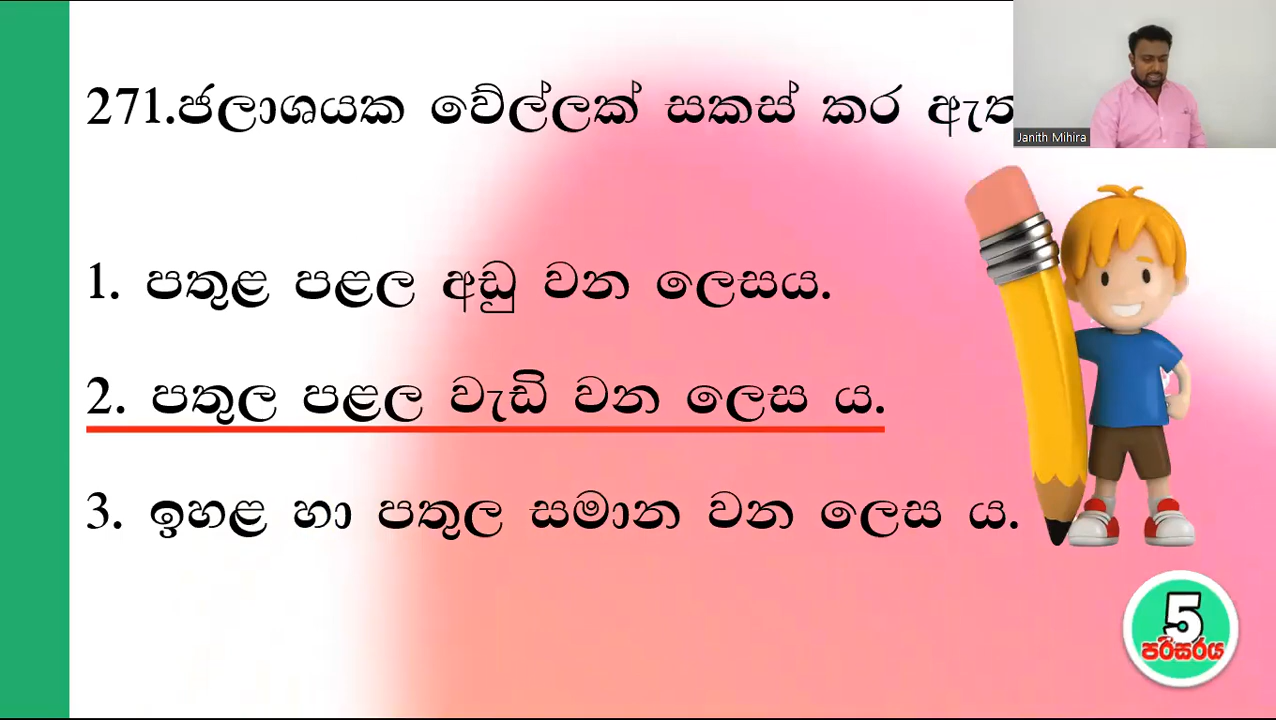 271.ජලාශයක වේල්ලක් සකස් කර ඇත
Janith Mihira
1. පතුළ පළල අඩු වන ලෙසය.
2. පතුල පළල වැඩි වන ලෙස ය.
3. ඉහළ හා පතුල සමාන වන ලෙස ය.
5
පරිසරය